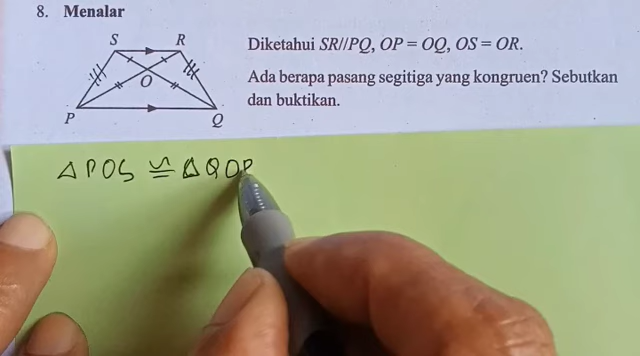 8. Menalar
S R
Diketahui SR//PQ, OP = OQ, OS = OR.
O
Ada berapa pasang segitiga yang kongruen? Sebutkan
dan buktikan.
P Q
△POS ≅ △QOR